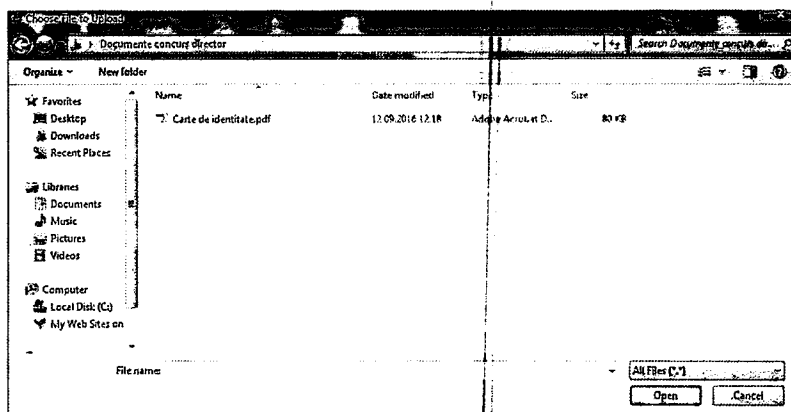 Choose File to Upload
Documente concurs director
Search Documente concurs dir...
Organize
New folder
Name Date modified Type Size
Carte de identitate.pdf 12.09.2016 12:18 Adobe Acrobat D... 80 KB
Favorites
Desktop
Downloads
Recent Places
Libraries
Documents
Music
Pictures
Videos
Computer
Local Disk (C:)
My Web Sites on
File name:
All Files (*.*)
Open Cancel